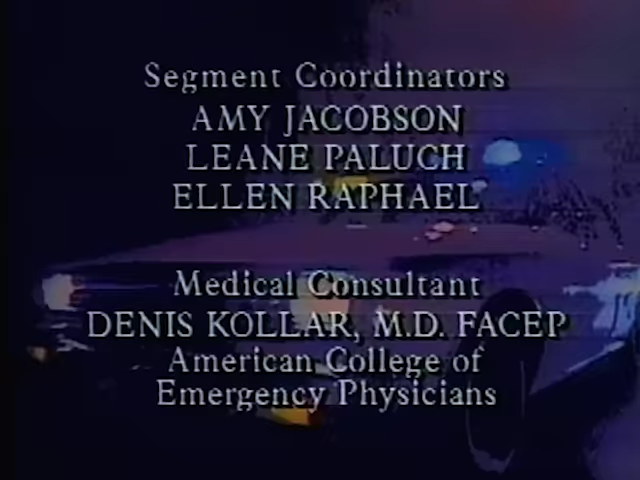 Segment Coordinators
AMY JACOBSON
LEANE PALUCH
ELLEN RAPHAEL
Medical Consultant
DENIS KOLLAR, M.D. FACEP
American College of
Emergency Physicians